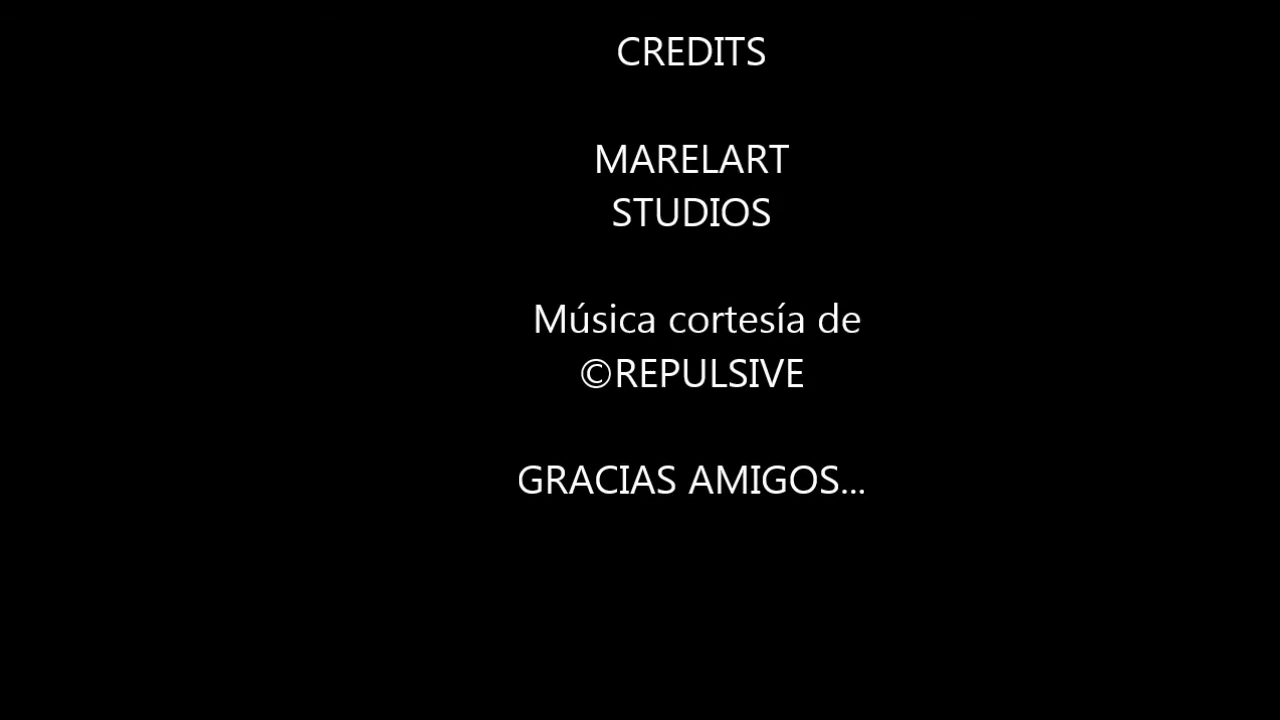 CREDITS
MARELART
STUDIOS
Música cortesía de
©REPULSIVE
GRACIAS AMIGOS...